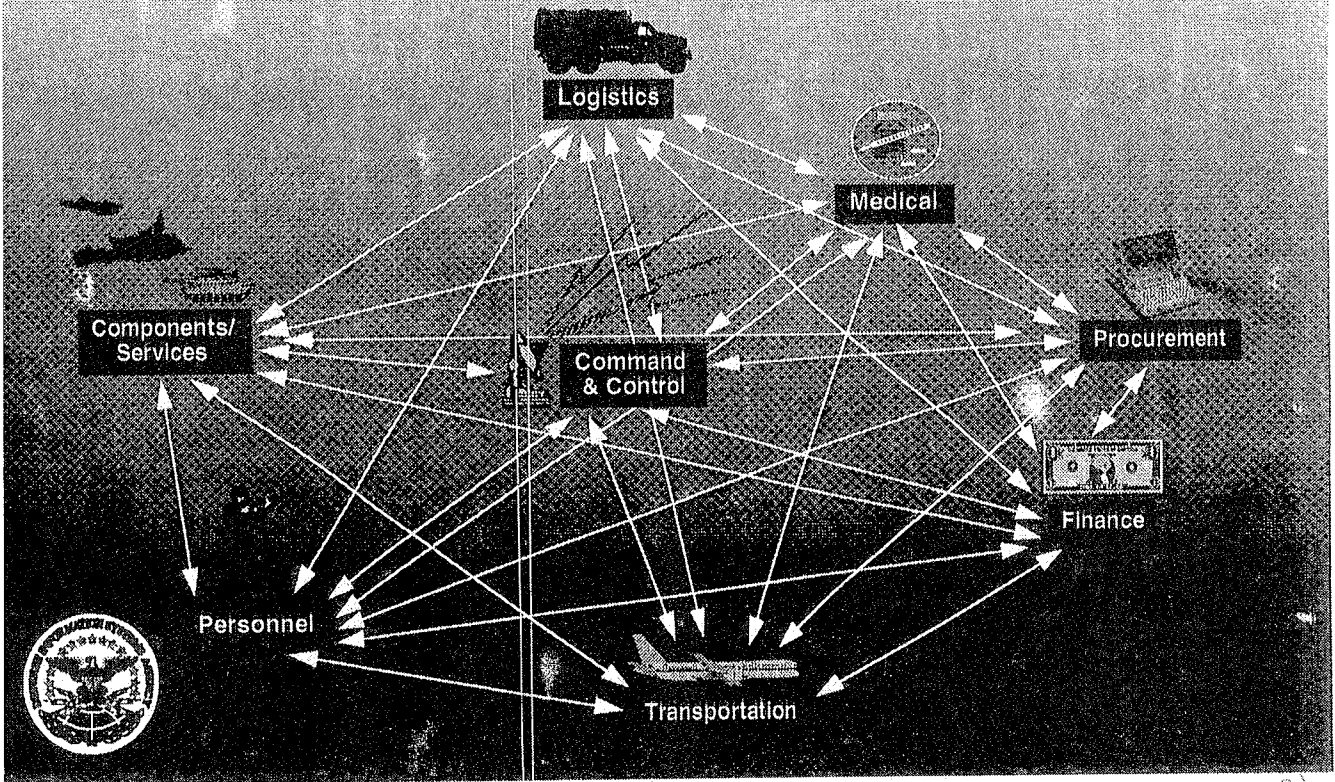 Logistics
Medical
Components/
Services
Command
& Control
Procurement
Finance
Personnel
Transportation